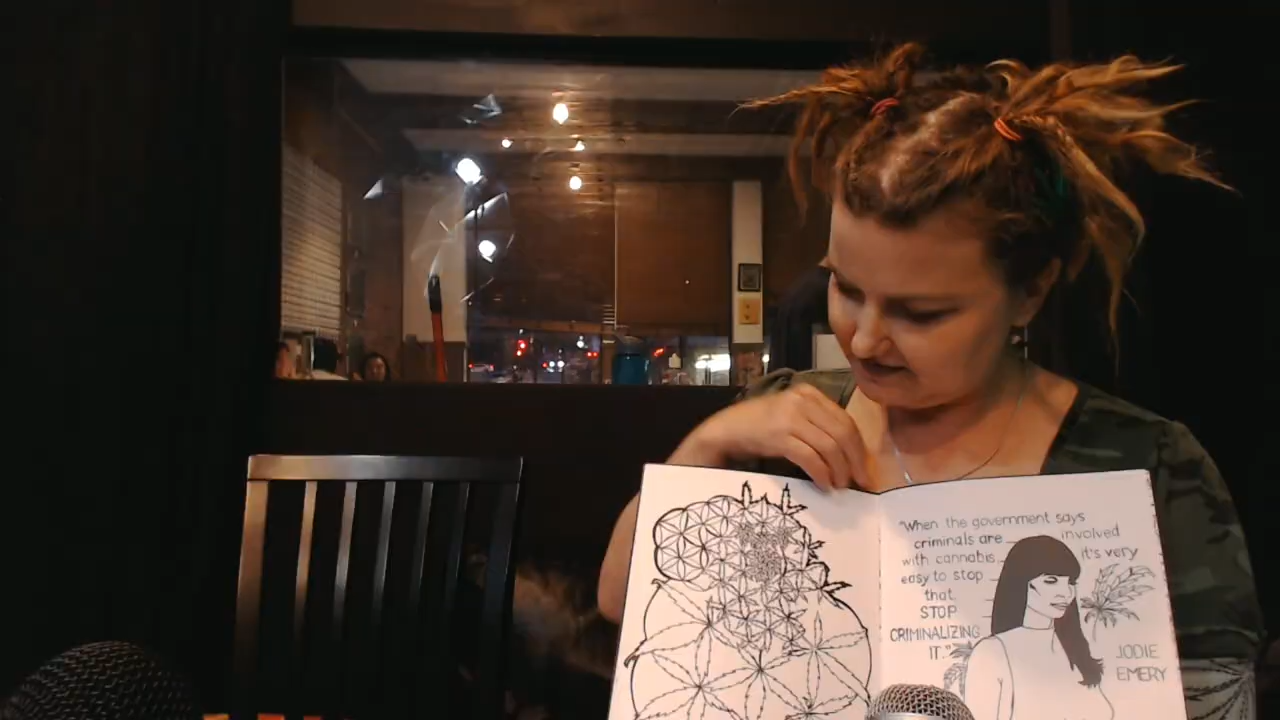 "When the government says
criminals are involved
with cannabis it's very
easy to stop
that.
STOP
CRIMINALIZING
IT."
JODIE
EMERY